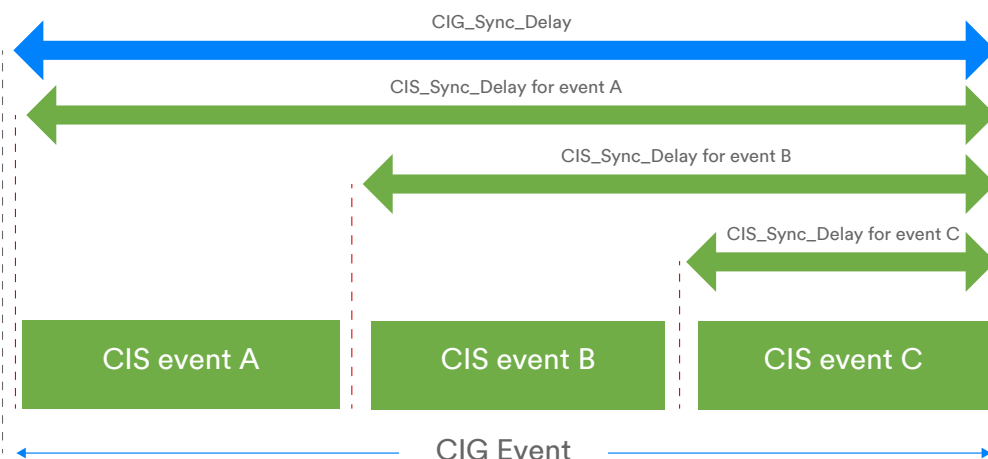 CIG_Sync_Delay
CIS_Sync_Delay for event A
CIS_Sync_Delay for event B
CIS_Sync_Delay for event C
CIS event A
CIS event B
CIS event C
CIG Event